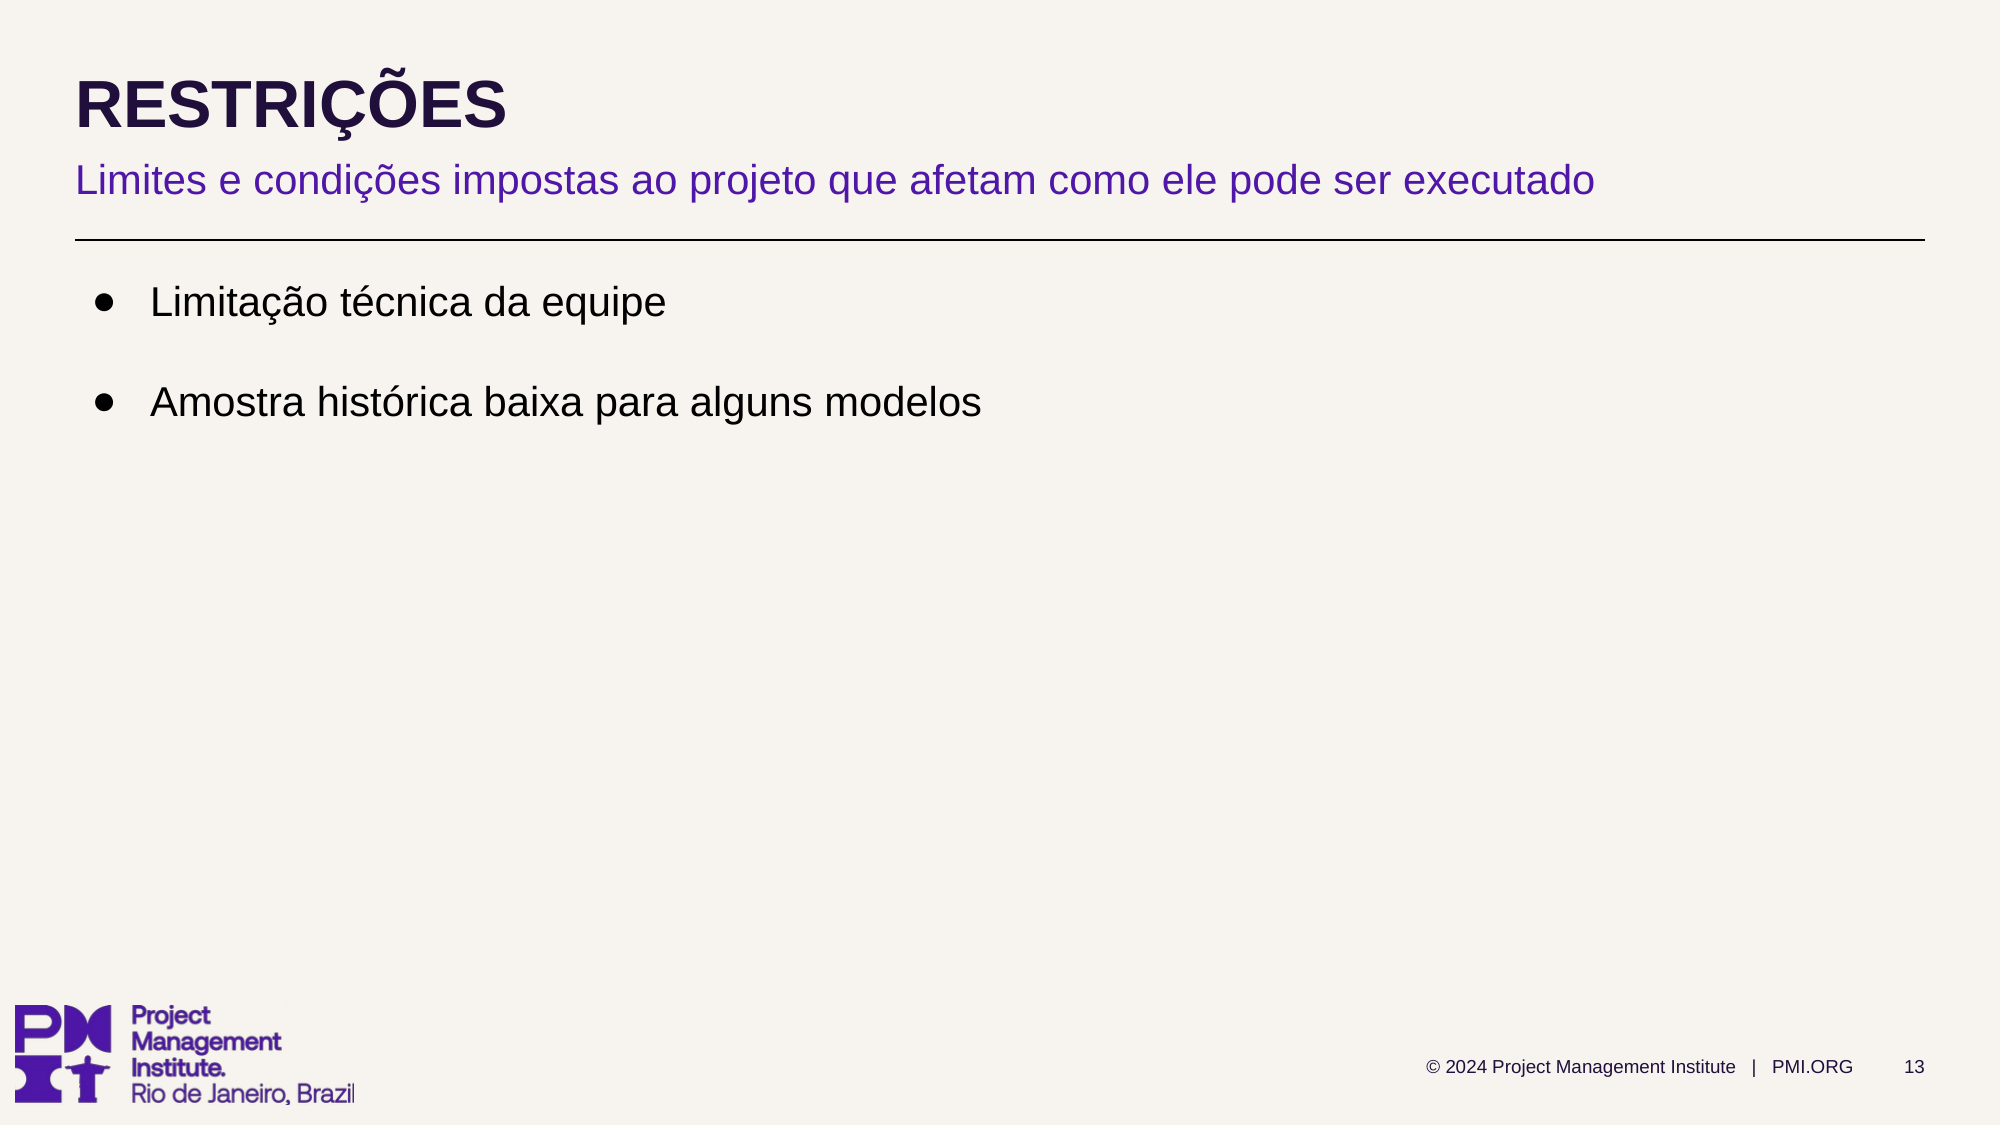 RESTRIÇÕES
Limites e condições impostas ao projeto que afetam como ele pode ser executado
● Limitação técnica da equipe
● Amostra histórica baixa para alguns modelos
Project
Management
Institute.
Rio de Janeiro, Brazil
© 2024 Project Management Institute | PMI.ORG 13